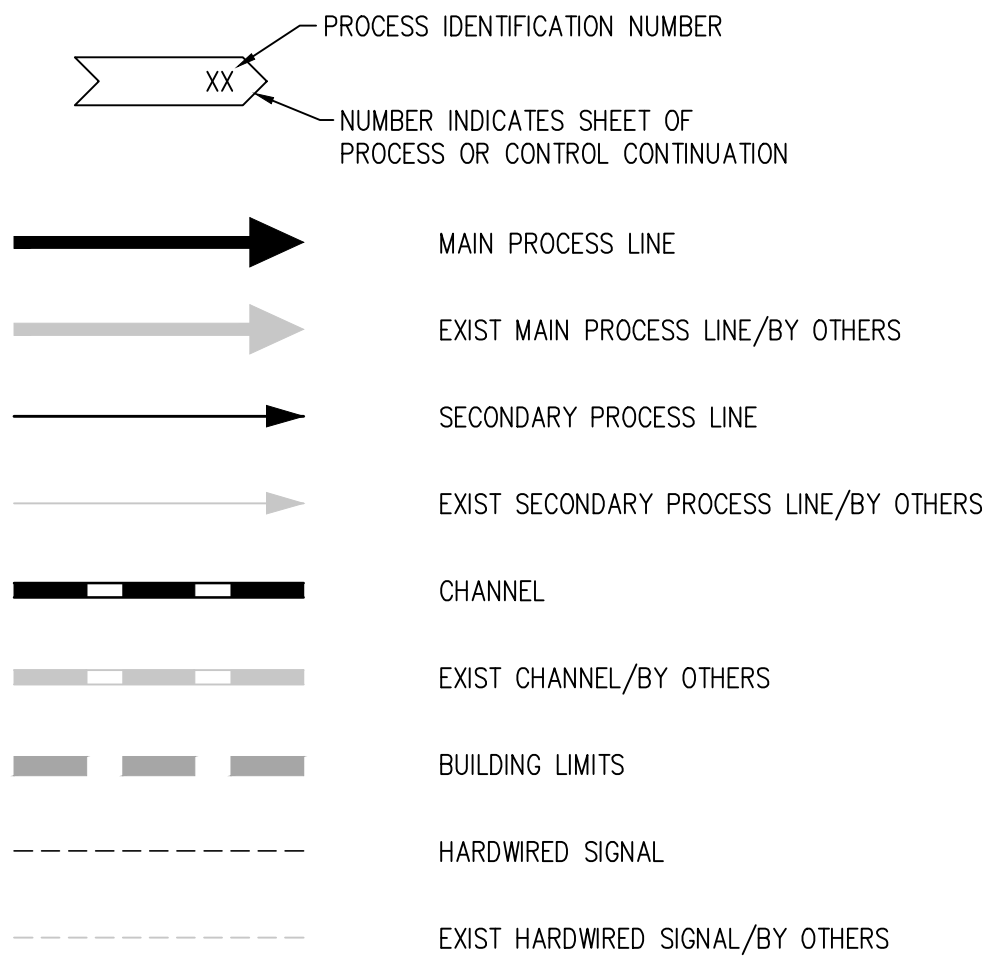 PROCESS IDENTIFICATION NUMBER
XX
NUMBER INDICATES SHEET OF
PROCESS OR CONTROL CONTINUATION
MAIN PROCESS LINE
EXIST MAIN PROCESS LINE/BY OTHERS
SECONDARY PROCESS LINE
EXIST SECONDARY PROCESS LINE/BY OTHERS
CHANNEL
EXIST CHANNEL/BY OTHERS
BUILDING LIMITS
HARDWIRED SIGNAL
EXIST HARDWIRED SIGNAL/BY OTHERS